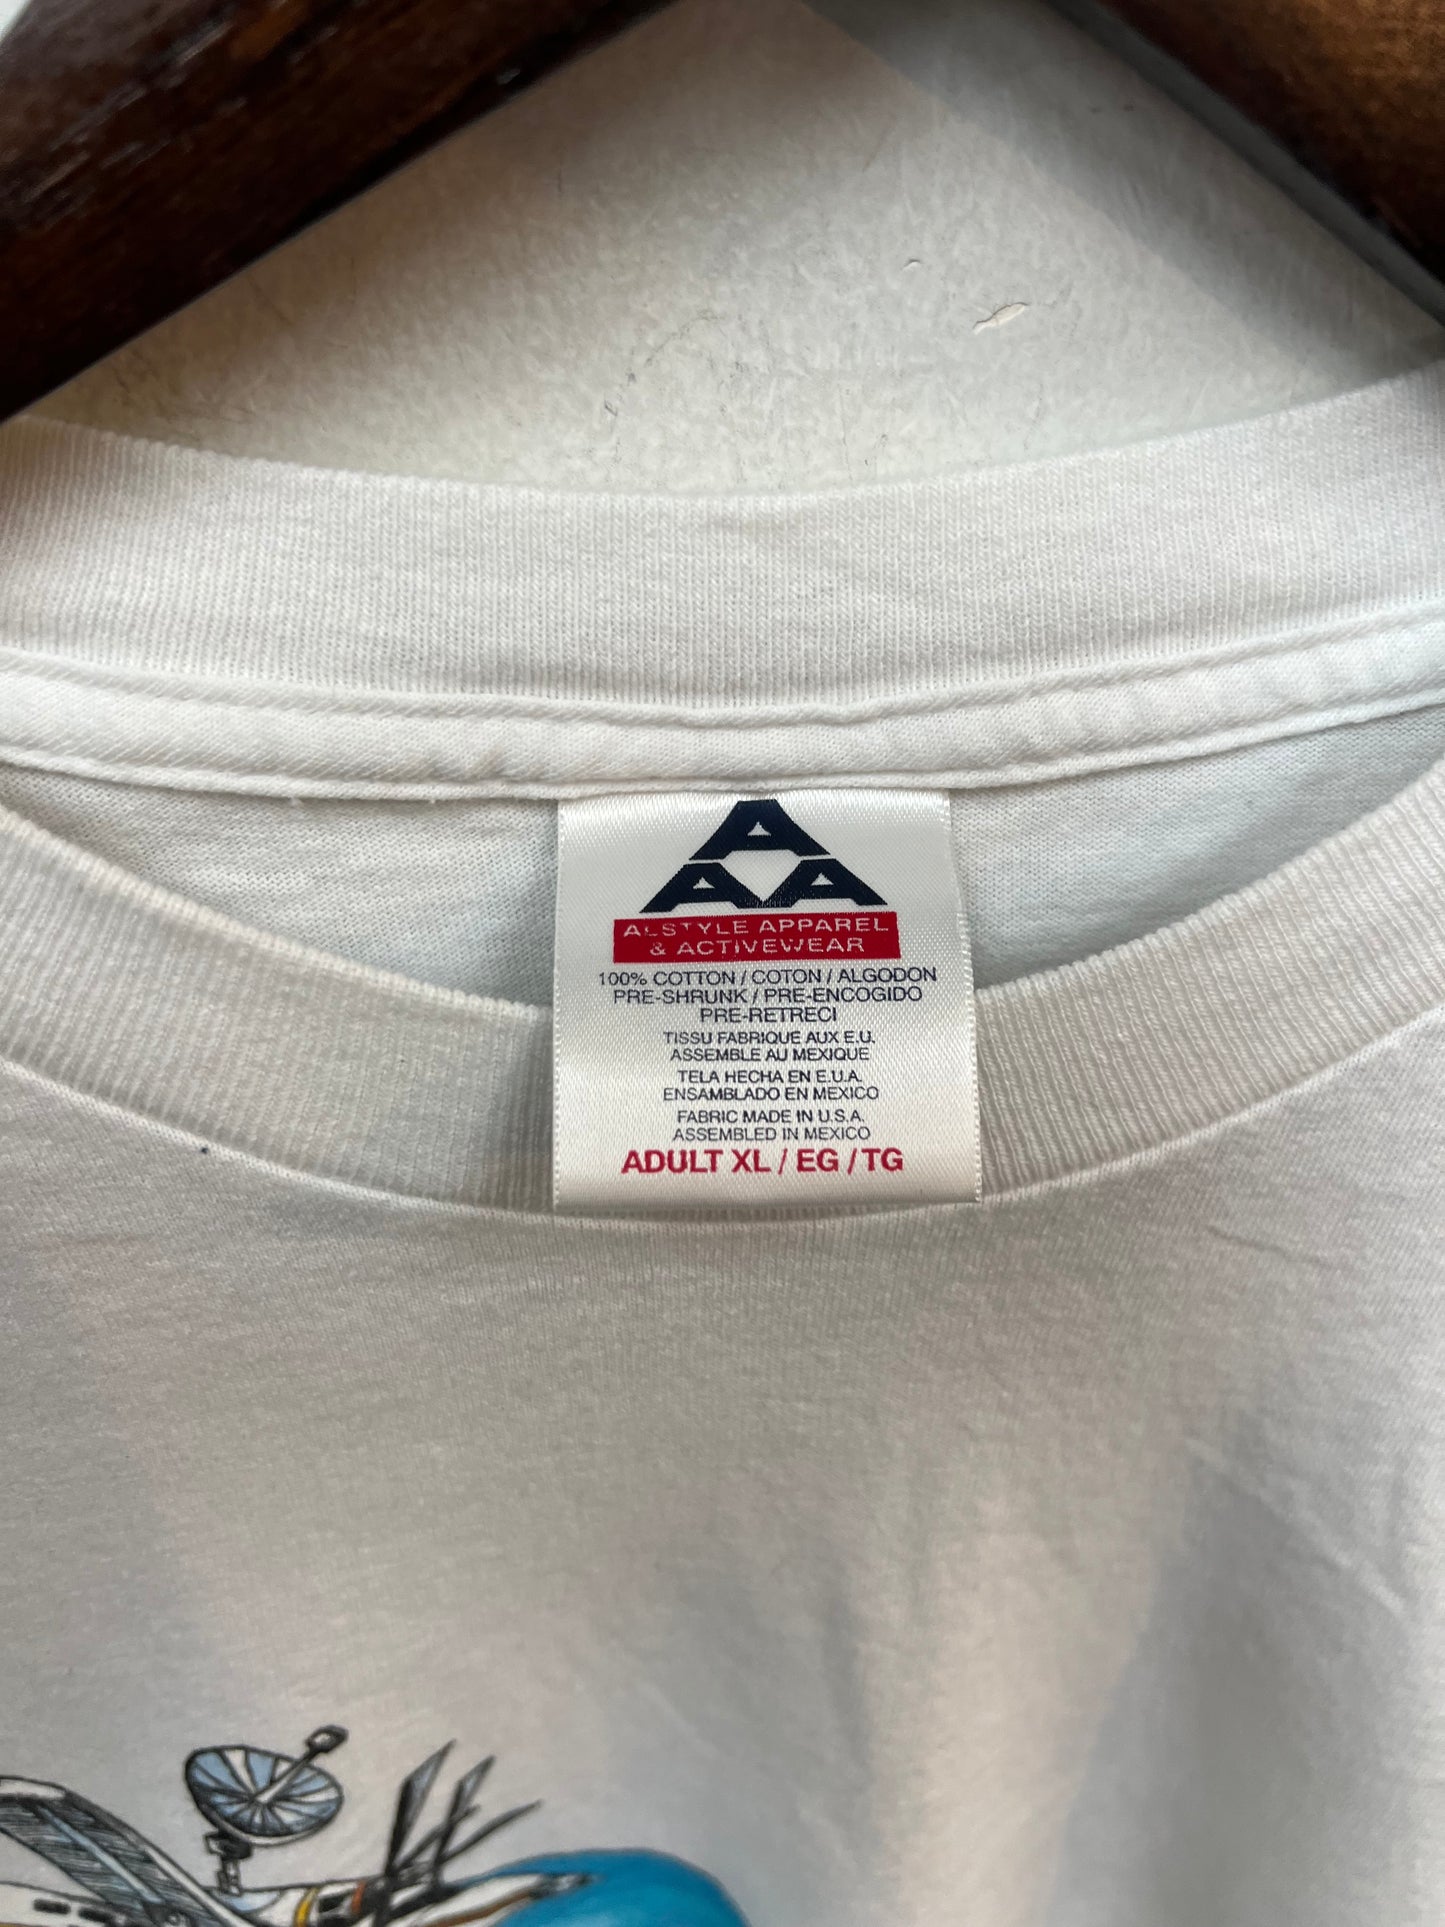 A
A A
ALSTYLE APPAREL
& ACTIVEWEAR
100% COTTON / COTON / ALGODON
PRE-SHRUNK / PRE-ENCOGIDO
PRE-RETRECI
TISSU FABRIQUE AUX E.U.
ASSEMBLE AU MEXIQUE
TELA HECHA EN E.U.A.
ENSAMBLADO EN MEXICO
FABRIC MADE IN U.S.A.
ASSEMBLED IN MEXICO
ADULT XL / EG / TG